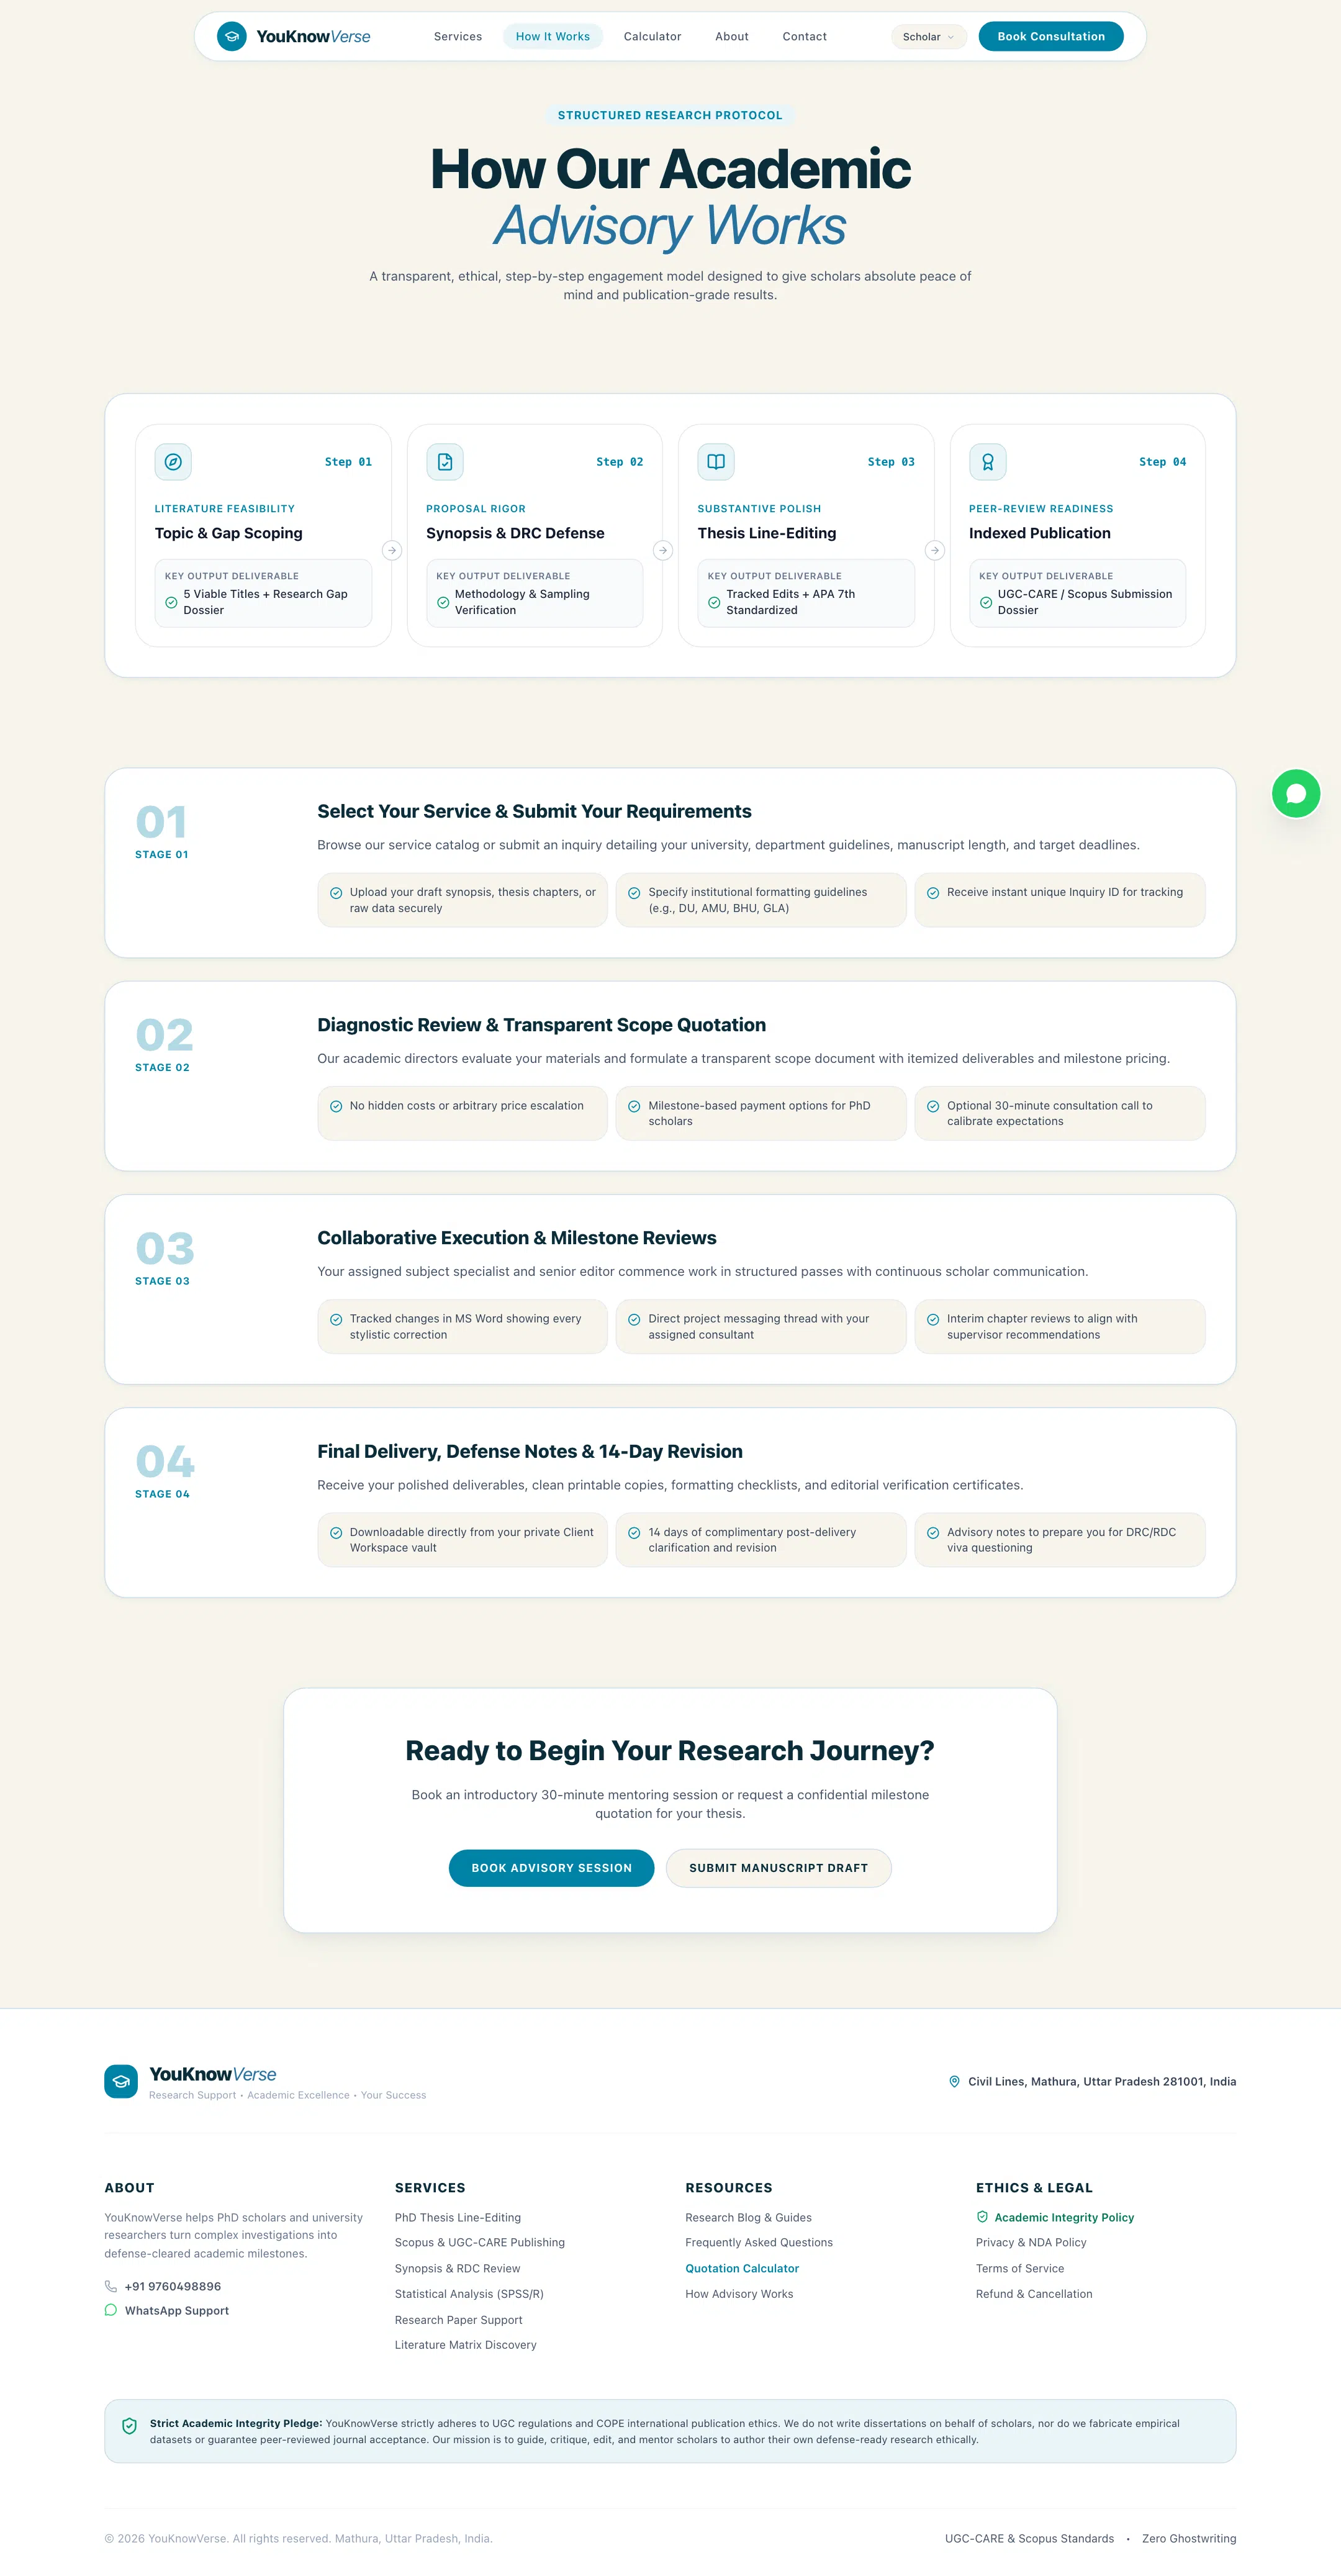 YouKnowVerse
Services
How It Works
Calculator
About
Contact
Scholar
Book Consultation
STRUCTURED RESEARCH PROTOCOL
How Our Academic
Advisory Works
A transparent, ethical, step-by-step engagement model designed to give scholars absolute peace of
mind and publication-grade results.
Step 01
LITERATURE FEASIBILITY
Topic & Gap Scoping
KEY OUTPUT DELIVERABLE
5 Viable Titles + Research Gap
Dossier
Step 02
PROPOSAL RIGOR
Synopsis & DRC Defense
KEY OUTPUT DELIVERABLE
Methodology & Sampling
Verification
Step 03
SUBSTANTIVE POLISH
Thesis Line-Editing
KEY OUTPUT DELIVERABLE
Tracked Edits + APA 7th
Standardized
Step 04
PEER-REVIEW READINESS
Indexed Publication
KEY OUTPUT DELIVERABLE
UGC-CARE / Scopus Submission
Dossier
01
STAGE 01
Select Your Service & Submit Your Requirements
Browse our service catalog or submit an inquiry detailing your university, department guidelines, manuscript length, and target deadlines.
Upload your draft synopsis, thesis chapters, or
raw data securely
Specify institutional formatting guidelines
(e.g., DU, AMU, BHU, GLA)
Receive instant unique Inquiry ID for tracking
02
STAGE 02
Diagnostic Review & Transparent Scope Quotation
Our academic directors evaluate your materials and formulate a transparent scope document with itemized deliverables and milestone pricing.
No hidden costs or arbitrary price escalation
Milestone-based payment options for PhD
scholars
Optional 30-minute consultation call to
calibrate expectations
03
STAGE 03
Collaborative Execution & Milestone Reviews
Your assigned subject specialist and senior editor commence work in structured passes with continuous scholar communication.
Tracked changes in MS Word showing every
stylistic correction
Direct project messaging thread with your
assigned consultant
Interim chapter reviews to align with
supervisor recommendations
04
STAGE 04
Final Delivery, Defense Notes & 14-Day Revision
Receive your polished deliverables, clean printable copies, formatting checklists, and editorial verification certificates.
Downloadable directly from your private Client
Workspace vault
14 days of complimentary post-delivery
clarification and revision
Advisory notes to prepare you for DRC/RDC
viva questioning
Ready to Begin Your Research Journey?
Book an introductory 30-minute mentoring session or request a confidential milestone
quotation for your thesis.
BOOK ADVISORY SESSION
SUBMIT MANUSCRIPT DRAFT
YouKnowVerse
Research Support • Academic Excellence • Your Success
Civil Lines, Mathura, Uttar Pradesh 281001, India
ABOUT
YouKnowVerse helps PhD scholars and university
researchers turn complex investigations into
defense-cleared academic milestones.
+91 9760498896
WhatsApp Support
SERVICES
PhD Thesis Line-Editing
Scopus & UGC-CARE Publishing
Synopsis & RDC Review
Statistical Analysis (SPSS/R)
Research Paper Support
Literature Matrix Discovery
RESOURCES
Research Blog & Guides
Frequently Asked Questions
Quotation Calculator
How Advisory Works
ETHICS & LEGAL
Academic Integrity Policy
Privacy & NDA Policy
Terms of Service
Refund & Cancellation
Strict Academic Integrity Pledge: YouKnowVerse strictly adheres to UGC regulations and COPE international publication ethics. We do not write dissertations on behalf of scholars, nor do we fabricate empirical
datasets or guarantee peer-reviewed journal acceptance. Our mission is to guide, critique, edit, and mentor scholars to author their own defense-ready research ethically.
© 2026 YouKnowVerse. All rights reserved. Mathura, Uttar Pradesh, India.
UGC-CARE & Scopus Standards • Zero Ghostwriting